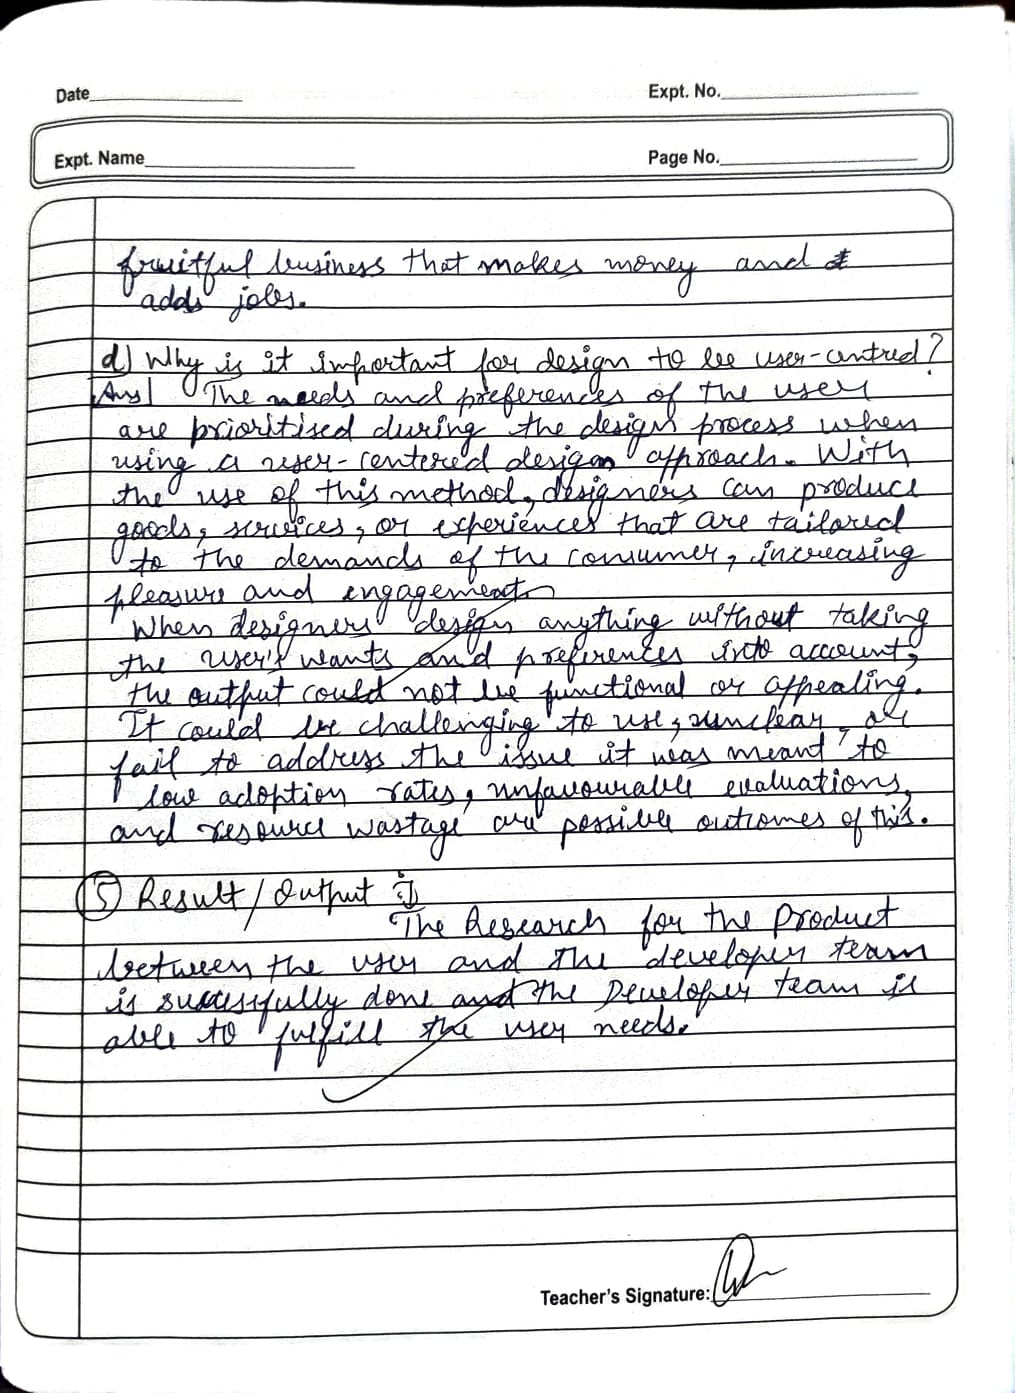 Date
Expt. No.
Expt. Name
Page No.
fruitful business that makes money and
adds jobs.
d) Why is it important for design to be user-centred?
Ans] The needs and preferences of the user
are prioritised during the design process when
using a user-centered design approach. With
the use of this method, designers can produce
goods, services, or experiences that are tailored
to the demands of the consumer, increasing
pleasure and engagement
When designers design anything without taking
the user's wants and preferences into account,
the output could not be functional or appealing.
It could be challenging to use, unclear or
fail to address the issue it was meant to
low adoption rates, unfavourable evaluations,
and resource wastage are possible outcomes of this.
5) Result/Output :-
The Research for the Product
between the user and the developer team
is successfully done and the Developer team is
able to fulfill the user needs.
Teacher's Signature: